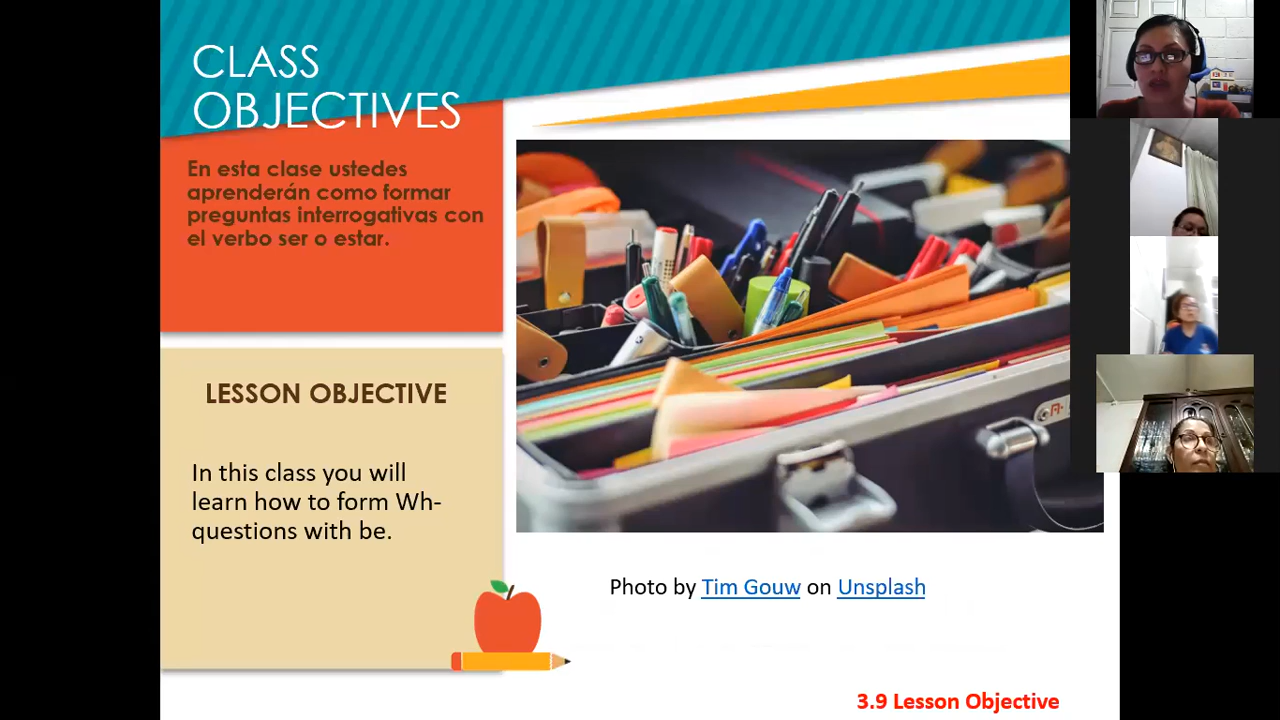 CLASS
OBJECTIVES
En esta clase ustedes
aprenderán como formar
preguntas interrogativas con
el verbo ser o estar.
LESSON OBJECTIVE
In this class you will
learn how to form Wh-
questions with be.
Photo by Tim Gouw on Unsplash
3.9 Lesson Objective